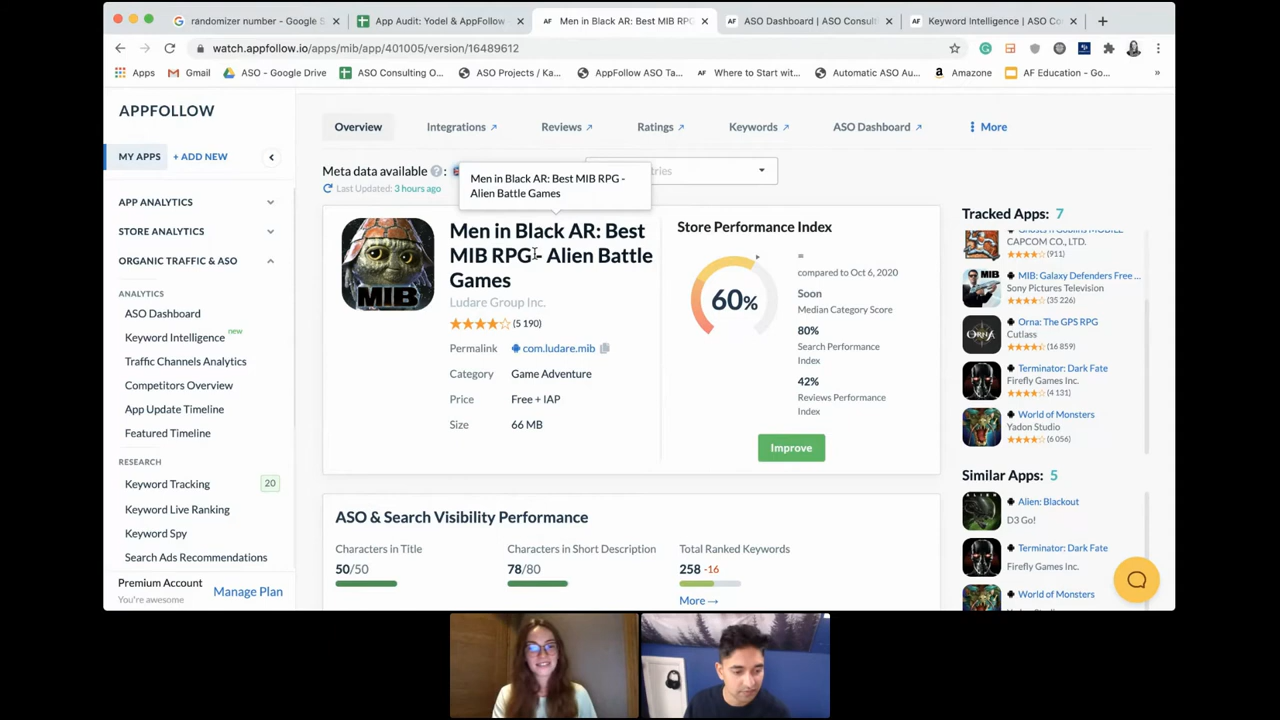 randomizer number - Google S
App Audit: Yodel & AppFollow
Men in Black AR: Best MIB RPG
ASO Dashboard | ASO Consult
Keyword Intelligence | ASO Co
watch.appfollow.io/apps/mib/app/401005/version/16489612
Apps
Gmail
ASO - Google Drive
ASO Consulting O...
ASO Projects / Ka...
AppFollow ASO Ta...
Where to Start wit...
Automatic ASO Au...
Amazone
AF Education - Go...
APPFOLLOW
MY APPS
+ ADD NEW
APP ANALYTICS
STORE ANALYTICS
ORGANIC TRAFFIC & ASO
ANALYTICS
ASO Dashboard
Keyword Intelligence new
Traffic Channels Analytics
Competitors Overview
App Update Timeline
Featured Timeline
RESEARCH
Keyword Tracking 20
Keyword Live Ranking
Keyword Spy
Search Ads Recommendations
Premium Account
You're awesome
Manage Plan
Overview
Integrations
Reviews
Ratings
Keywords
ASO Dashboard
More
Meta data available ? :
Last Updated: 3 hours ago
Men in Black AR: Best MIB RPG -
Alien Battle Games
MIB
Men in Black AR: Best
MIB RPG - Alien Battle
Games
Ludare Group Inc.
(5 190)
Permalink com.ludare.mib
Category Game Adventure
Price Free + IAP
Size 66 MB
Store Performance Index
60%
=
compared to Oct 6, 2020
Soon
Median Category Score
80%
Search Performance
Index
42%
Reviews Performance
Index
Improve
ASO & Search Visibility Performance
Characters in Title
50/50
Characters in Short Description
78/80
Total Ranked Keywords
258 -16
More →
Tracked Apps: 7
CAPCOM CO., LTD.
(911)
MIB: Galaxy Defenders Free ...
Sony Pictures Television
(35 226)
Orna: The GPS RPG
Cutlass
(16 859)
Terminator: Dark Fate
Firefly Games Inc.
(4 131)
World of Monsters
Yadon Studio
(6 056)
Similar Apps: 5
Alien: Blackout
D3 Go!
Terminator: Dark Fate
Firefly Games Inc.
World of Monsters